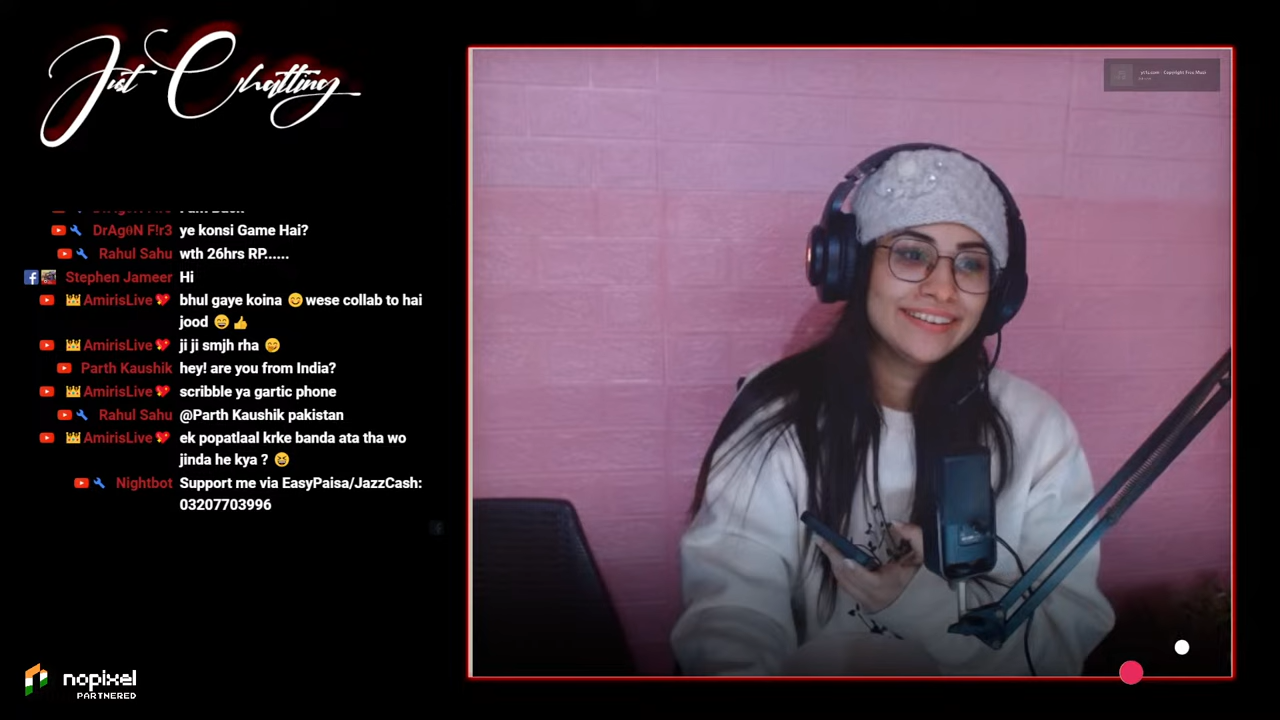 Just Chatting
DrAg0N F!r3 ye konsi Game Hai?
Rahul Sahu wth 26hrs RP......
Stephen Jameer Hi
AmirisLive💖 bhul gaye koina 😊wese collab to hai
jood 😄👍
AmirisLive💖 ji ji smjh rha 😊
Parth Kaushik hey! are you from India?
AmirisLive💖 scribble ya gartic phone
Rahul Sahu @Parth Kaushik pakistan
AmirisLive💖 ek popatlaal krke banda ata tha wo
jinda he kya ? 😆
Nightbot Support me via EasyPaisa/JazzCash:
03207703996
nopixel
PARTNERED